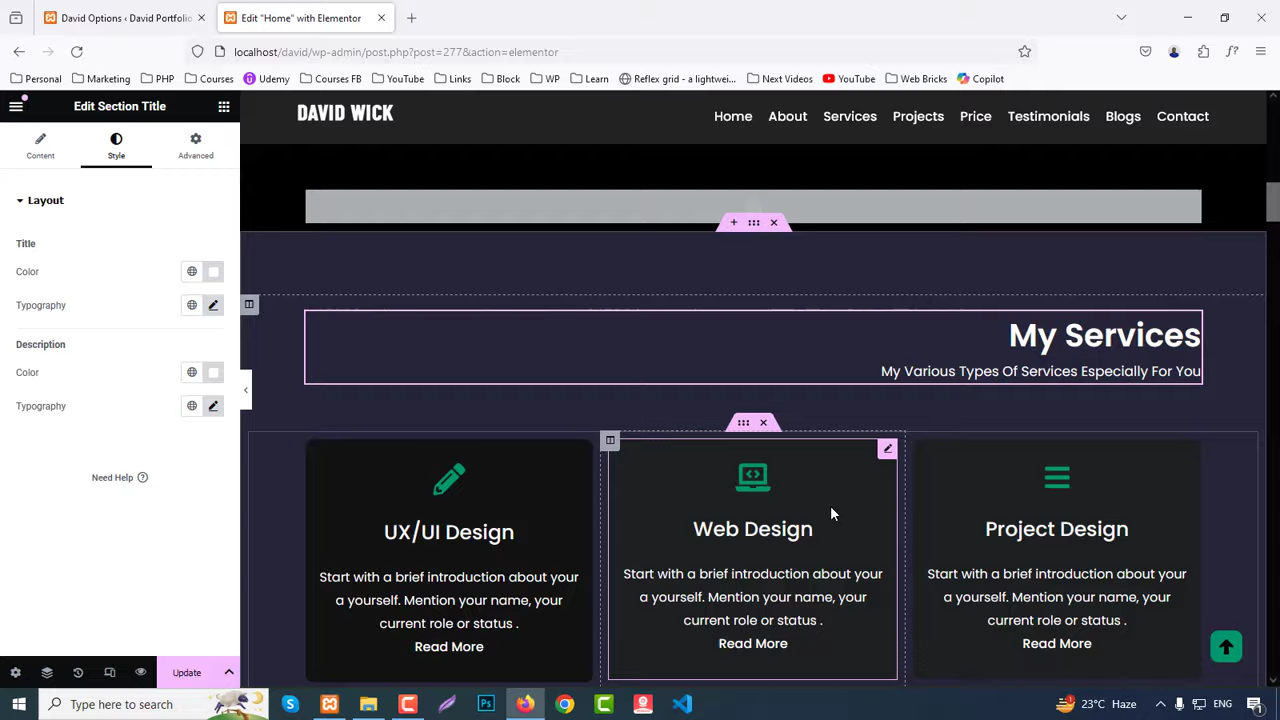 David Options ‹ David Portfolio
Edit "Home" with Elementor
localhost/david/wp-admin/post.php?post=277&action=elementor
Personal
Marketing
PHP
Courses
Udemy
Courses FB
YouTube
Links
Block
WP
Learn
Reflex grid - a lightwei...
Next Videos
YouTube
Web Bricks
Copilot
Edit Section Title
DAVID WICK
Home
About
Services
Projects
Price
Testimonials
Blogs
Contact
Content
Style
Advanced
Layout
Title
Color
Typography
Description
Color
Typography
Need Help
My Services
My Various Types Of Services Especially For You
UX/UI Design
Start with a brief introduction about your
a yourself. Mention your name, your
current role or status .
Read More
Web Design
Start with a brief introduction about your
a yourself. Mention your name, your
current role or status .
Read More
Project Design
Start with a brief introduction about your
a yourself. Mention your name, your
current role or status .
Read More
Update
Type here to search
23°C Haze
ENG